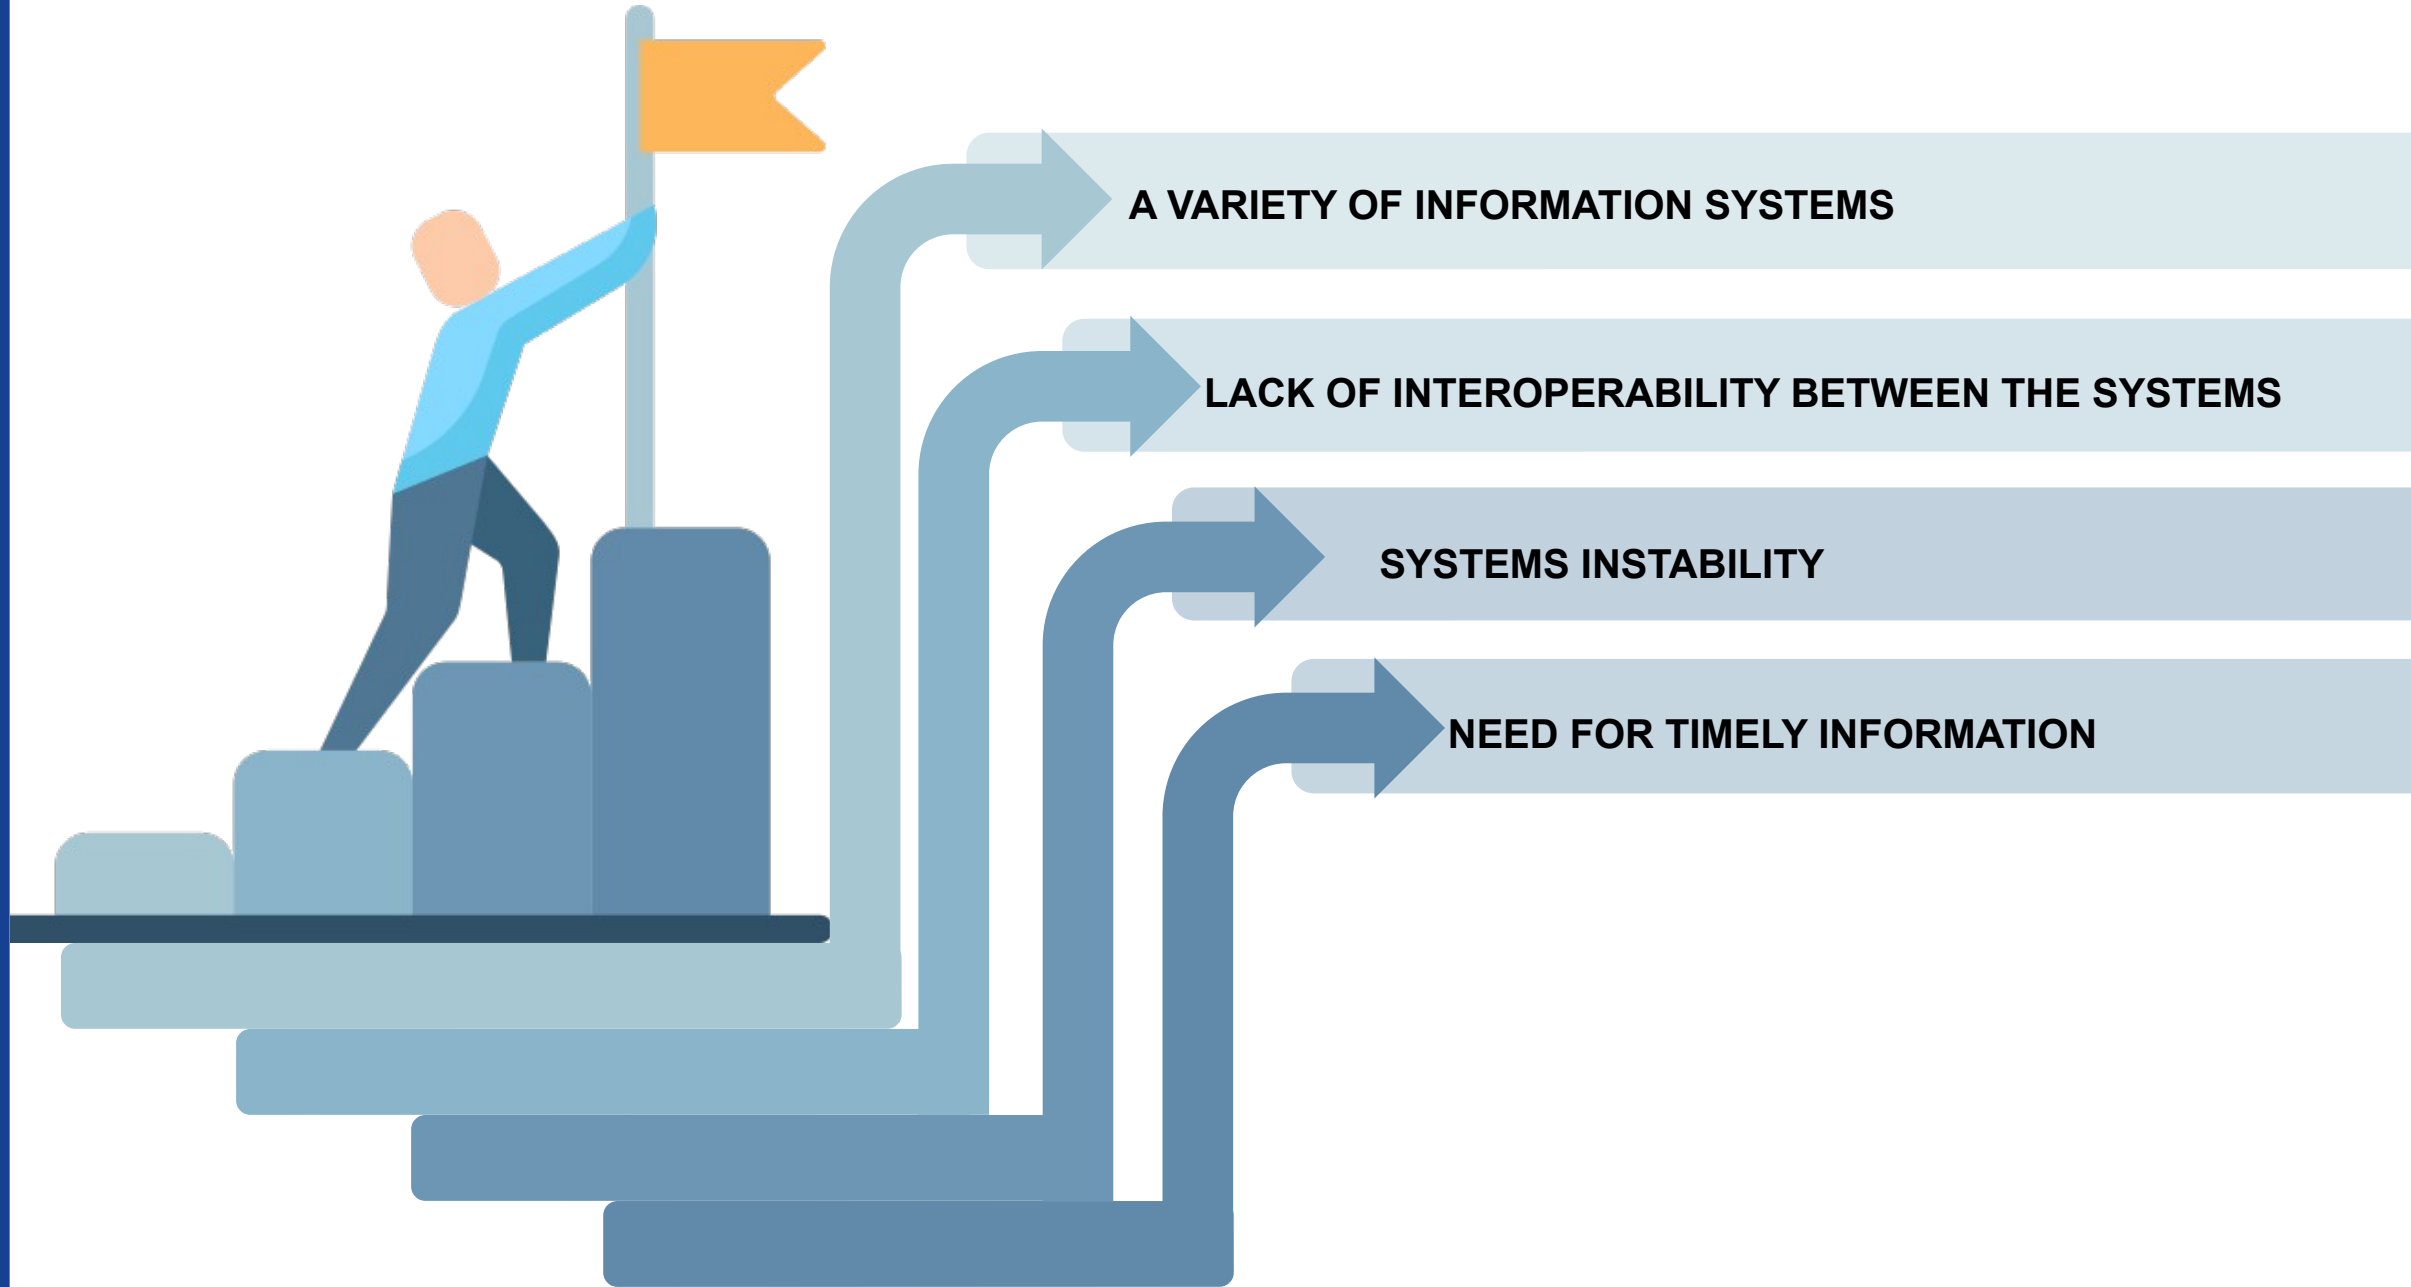 A VARIETY OF INFORMATION SYSTEMS
LACK OF INTEROPERABILITY BETWEEN THE SYSTEMS
SYSTEMS INSTABILITY
NEED FOR TIMELY INFORMATION